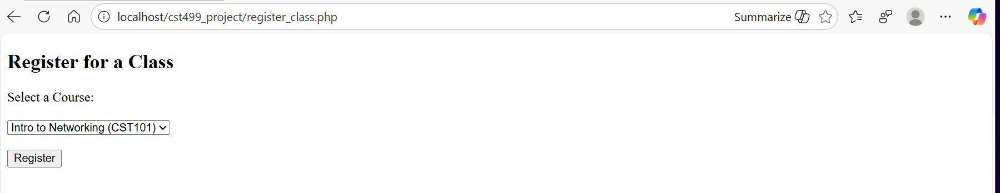 localhost/cst499_project/register_class.php Summarize
Register for a Class
Select a Course:
Intro to Networking (CST101)
Register